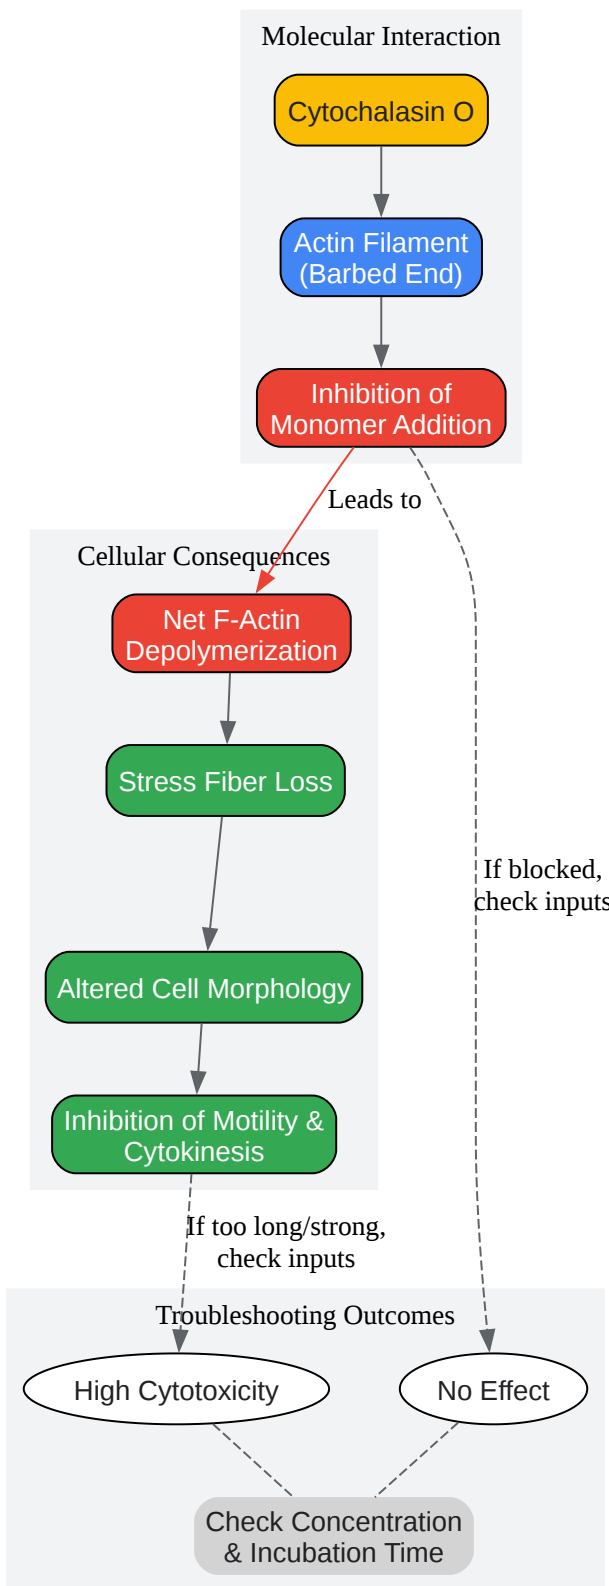 Molecular Interaction
Cytochalasin O
Actin Filament
(Barbed End)
Inhibition of
Monomer Addition
Leads to
Cellular Consequences
Net F-Actin
Depolymerization
Stress Fiber Loss
If blocked,
check inputs
Altered Cell Morphology
Inhibition of Motility &
Cytokinesis
If too long/strong,
check inputs
Troubleshooting Outcomes
High Cytotoxicity
No Effect
Check Concentration
& Incubation Time